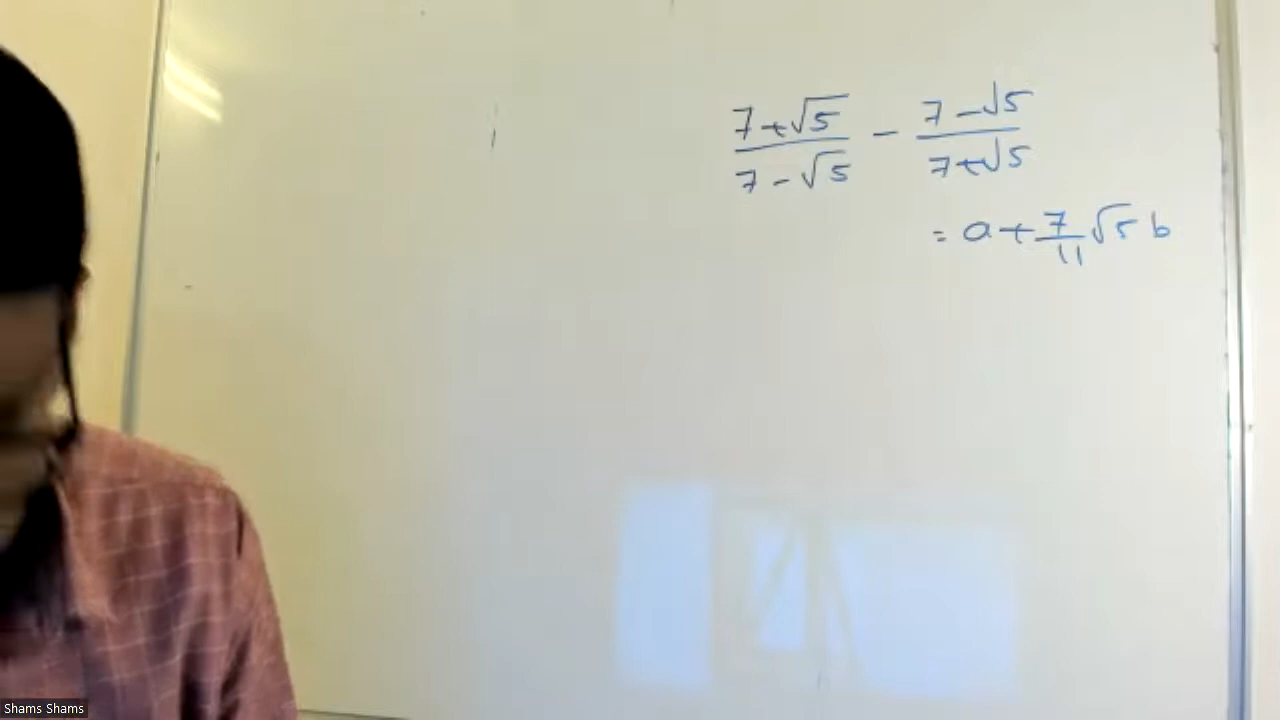 7+√5 / 7-√5 - 7-√5 / 7+√5
= a + 7/11 √5 b
Shams Shams